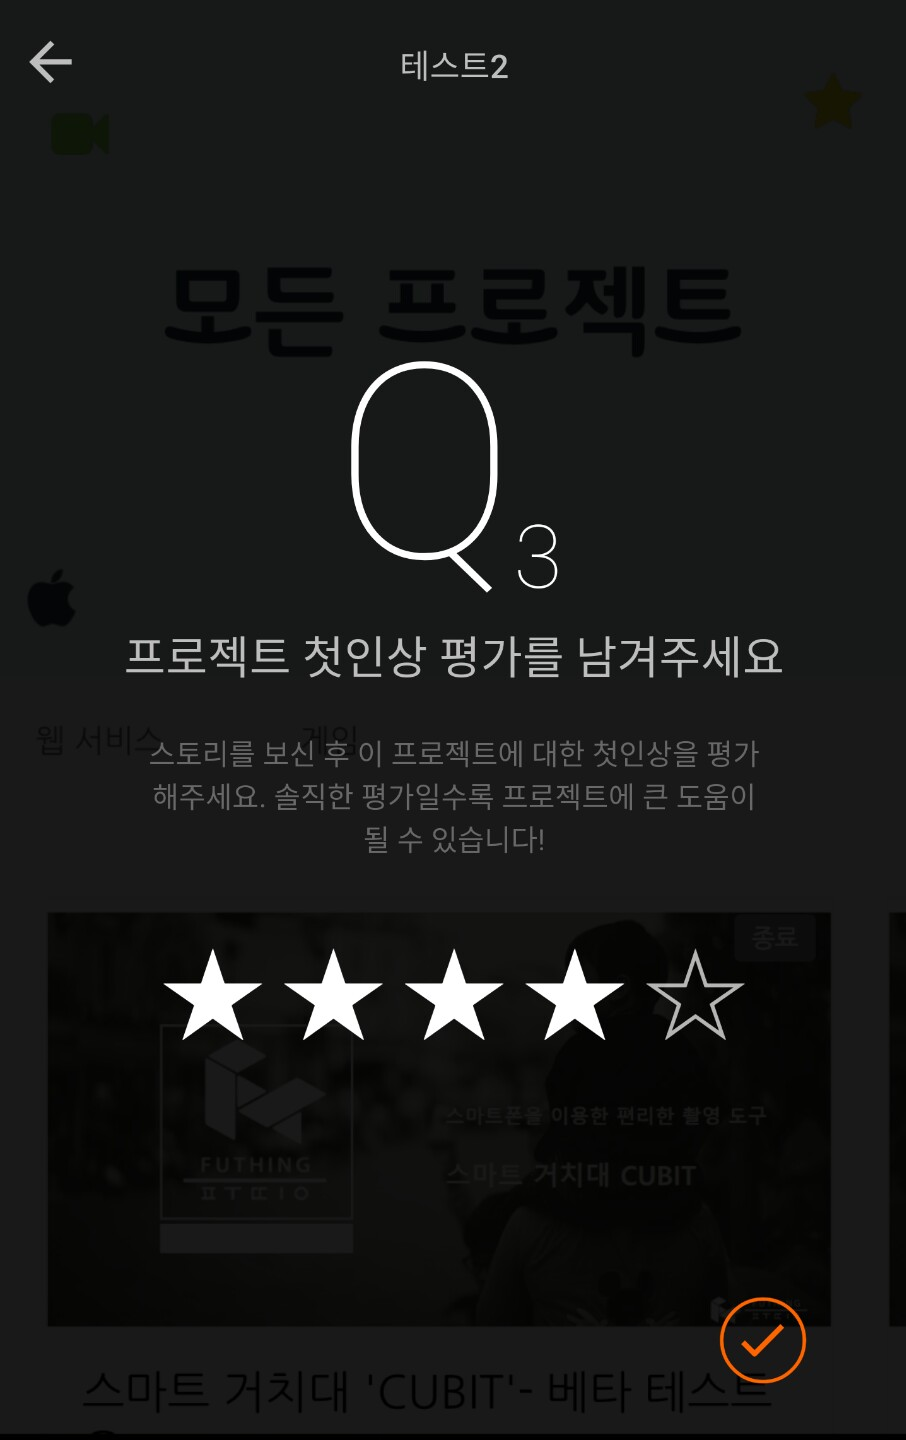 테스트2
모든 프로젝트
Q3
프로젝트 첫인상 평가를 남겨주세요
웹 서비스
게임
스토리를 보신 후 이 프로젝트에 대한 첫인상을 평가
해주세요. 솔직한 평가일수록 프로젝트에 큰 도움이
될 수 있습니다!
종료
스마트폰을 이용한 편리한 촬영 도구
스마트 거치대 CUBIT
FUTHING
ㅍㅜㄸㅣㅇ
스마트 거치대 'CUBIT'- 베타 테스트